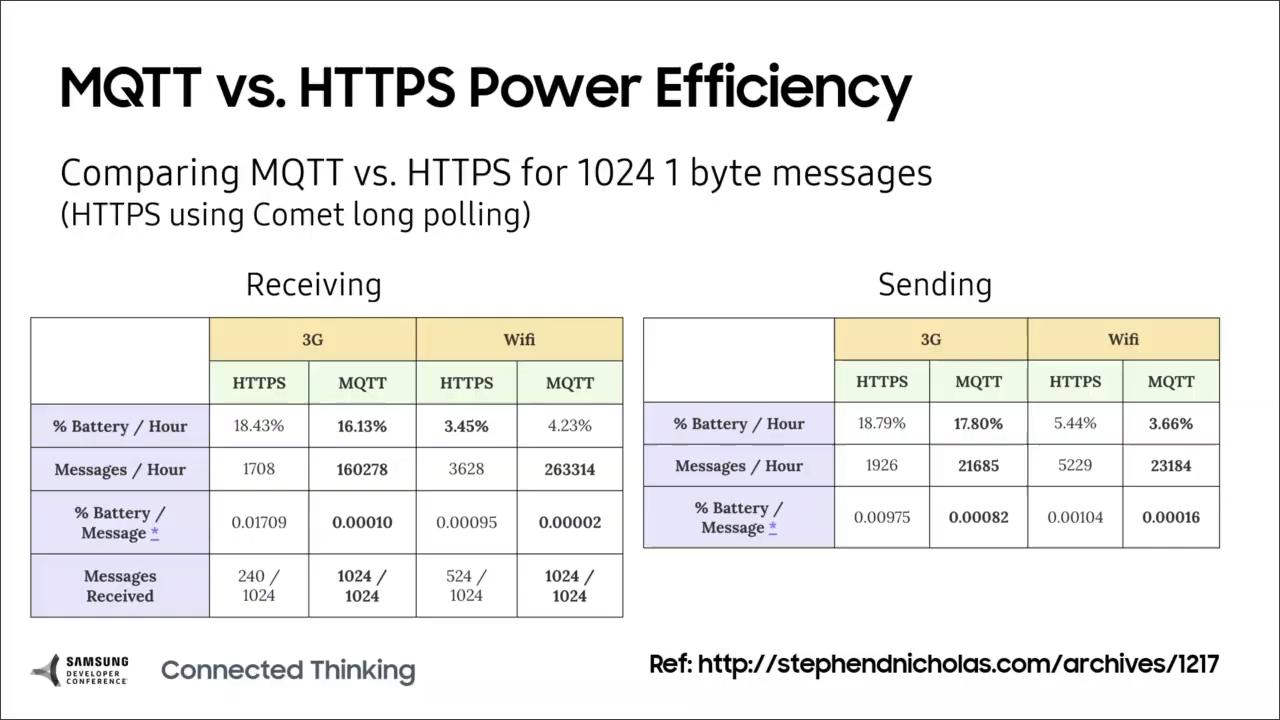 MQTT vs. HTTPS Power Efficiency
Comparing MQTT vs. HTTPS for 1024 1 byte messages
(HTTPS using Comet long polling)
Receiving
3G Wifi
HTTPS MQTT HTTPS MQTT
% Battery / Hour 18.43% 16.13% 3.45% 4.23%
Messages / Hour 1708 160278 3628 263314
% Battery /
Message * 0.01709 0.00010 0.00095 0.00002
Messages
Received 240 /
1024 1024 /
1024 524 /
1024 1024 /
1024
Sending
3G Wifi
HTTPS MQTT HTTPS MQTT
% Battery / Hour 18.79% 17.80% 5.44% 3.66%
Messages / Hour 1926 21685 5229 23184
% Battery /
Message * 0.00975 0.00082 0.00104 0.00016
SAMSUNG
DEVELOPER
CONFERENCE
Connected Thinking
Ref: http://stephendnicholas.com/archives/1217